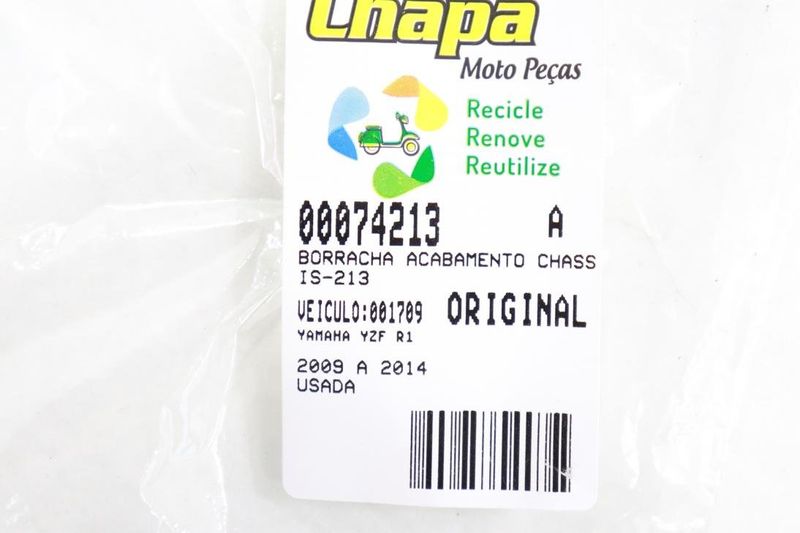 Chapa
Moto Peças
Recicle
Renove
Reutilize
00074213 A
BORRACHA ACABAMENTO CHASS
IS-213
VEICULO:001709 ORIGINAL
YAMAHA YZF R1
2009 A 2014
USADA